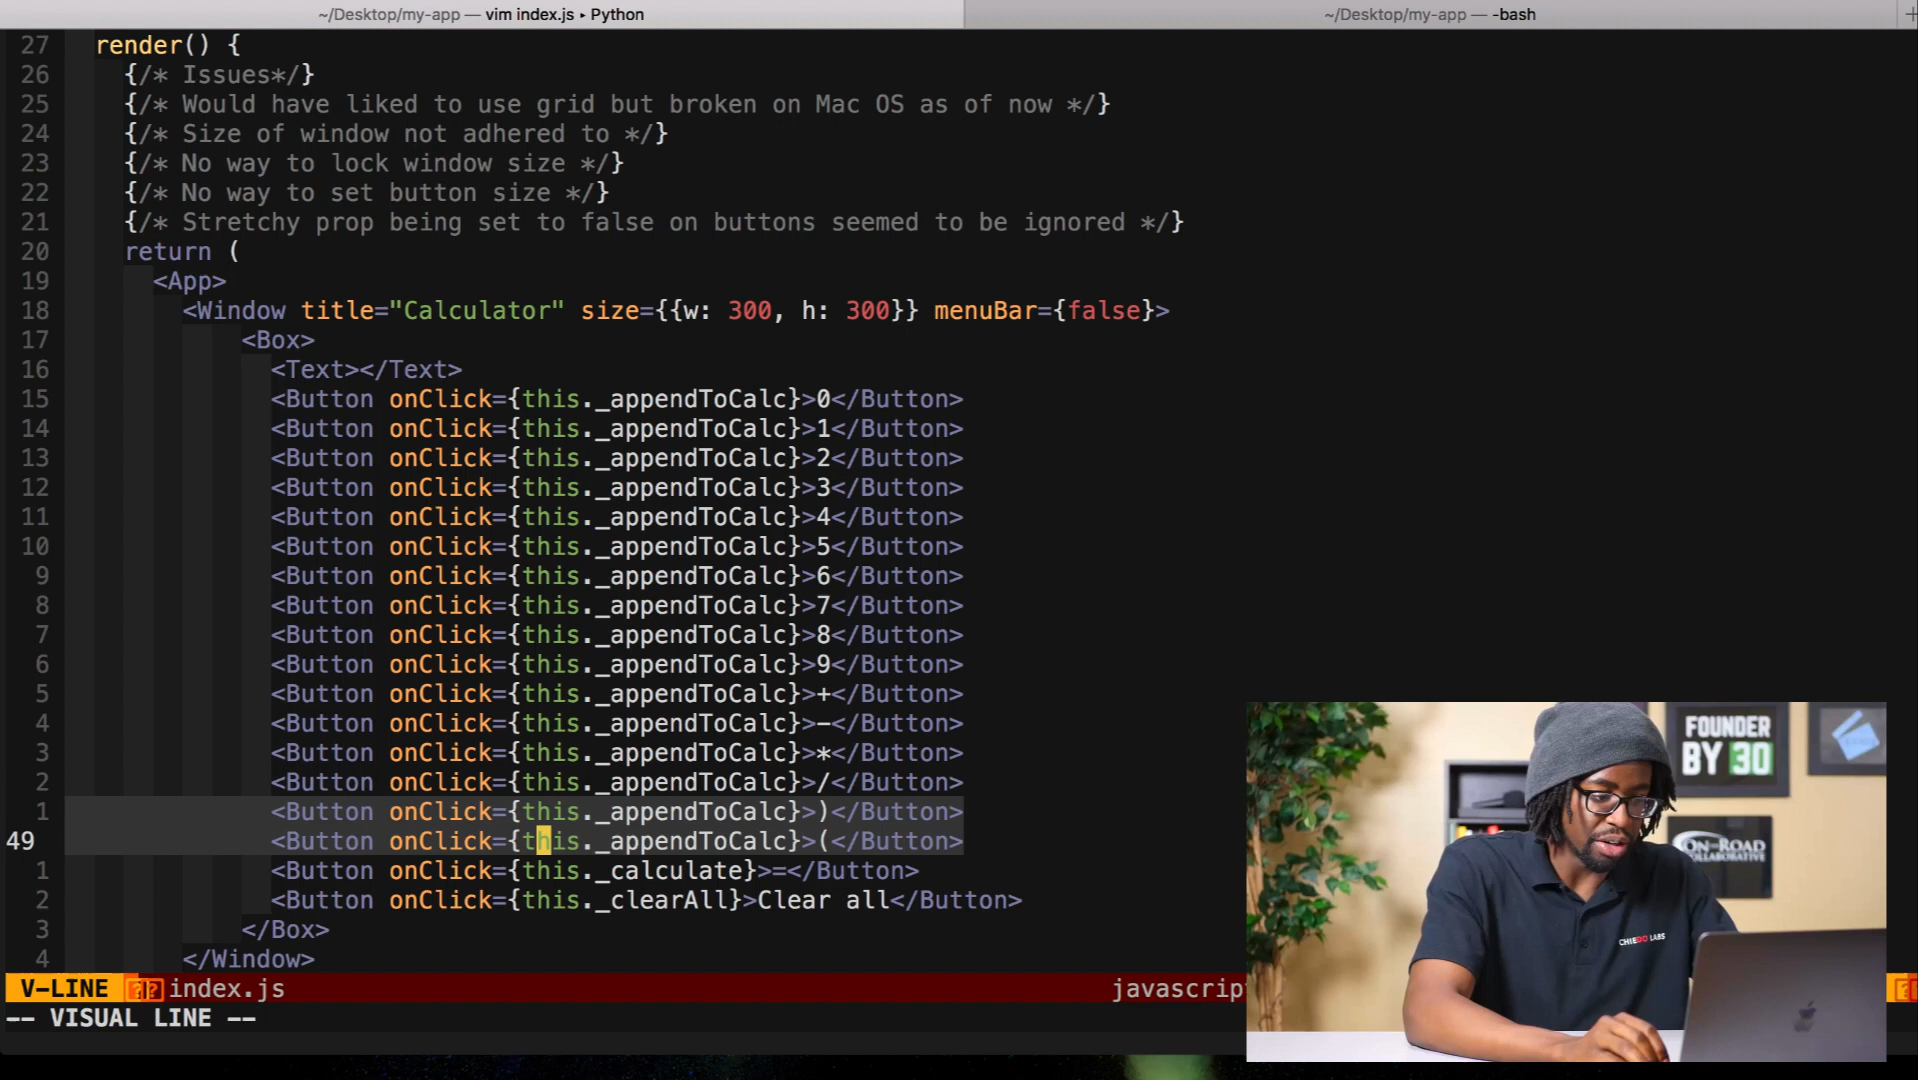 ~/Desktop/my-app — vim index.js ▸ Python
~/Desktop/my-app — -bash
27 render() {
26 {/* Issues*/}
25 {/* Would have liked to use grid but broken on Mac OS as of now */}
24 {/* Size of window not adhered to */}
23 {/* No way to lock window size */}
22 {/* No way to set button size */}
21 {/* Stretchy prop being set to false on buttons seemed to be ignored */}
20 return (
19 <App>
18 <Window title="Calculator" size={{w: 300, h: 300}} menuBar={false}>
17 <Box>
16 <Text></Text>
15 <Button onClick={this._appendToCalc}>0</Button>
14 <Button onClick={this._appendToCalc}>1</Button>
13 <Button onClick={this._appendToCalc}>2</Button>
12 <Button onClick={this._appendToCalc}>3</Button>
11 <Button onClick={this._appendToCalc}>4</Button>
10 <Button onClick={this._appendToCalc}>5</Button>
9 <Button onClick={this._appendToCalc}>6</Button>
8 <Button onClick={this._appendToCalc}>7</Button>
7 <Button onClick={this._appendToCalc}>8</Button>
6 <Button onClick={this._appendToCalc}>9</Button>
5 <Button onClick={this._appendToCalc}>+</Button>
4 <Button onClick={this._appendToCalc}>-</Button>
3 <Button onClick={this._appendToCalc}>*</Button>
2 <Button onClick={this._appendToCalc}>/</Button>
1 <Button onClick={this._appendToCalc}>)</Button>
49 <Button onClick={this._appendToCalc}>(</Button>
1 <Button onClick={this._calculate}>=</Button>
2 <Button onClick={this._clearAll}>Clear all</Button>
3 </Box>
4 </Window>
V-LINE index.js javascrip
-- VISUAL LINE --
FOUNDER
BY 30
ON-ROAD
COLLABORATIVE
CHIEDO LABS